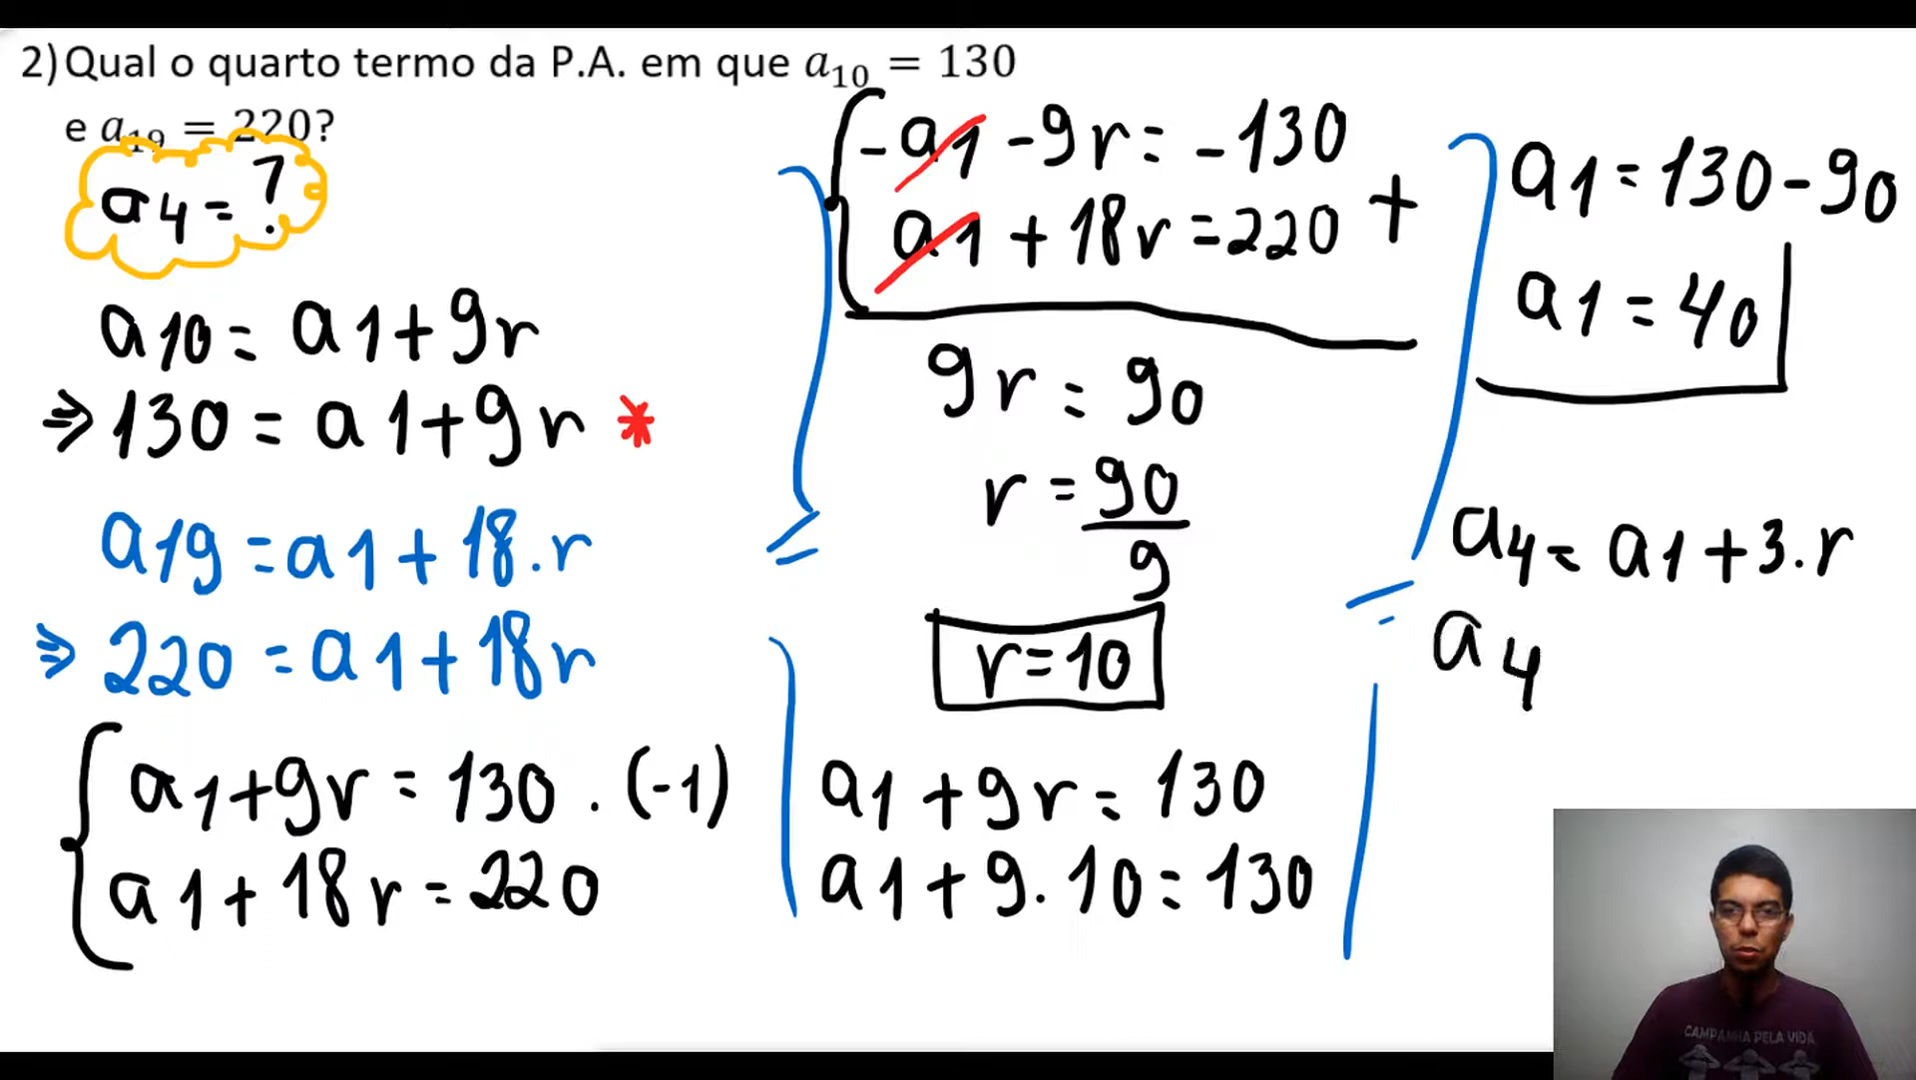 2) Qual o quarto termo da P.A. em que a₁₀ = 130
e a₁₉ = 220?
a4 = ?
a10 = a1 + 9r
⇒ 130 = a1 + 9r *
a19 = a1 + 18.r
⇒ 220 = a1 + 18r
a1 + 9r = 130 . (-1)
a1 + 18r = 220
-a1 - 9r = -130
a1 + 18r = 220 +
9r = 90
r = 90
9
r = 10
a1 + 9r = 130
a1 + 9.10 = 130
a1 = 130 - 90
a1 = 40
a4 = a1 + 3.r
a4
CAMPANHA PELA VIDA